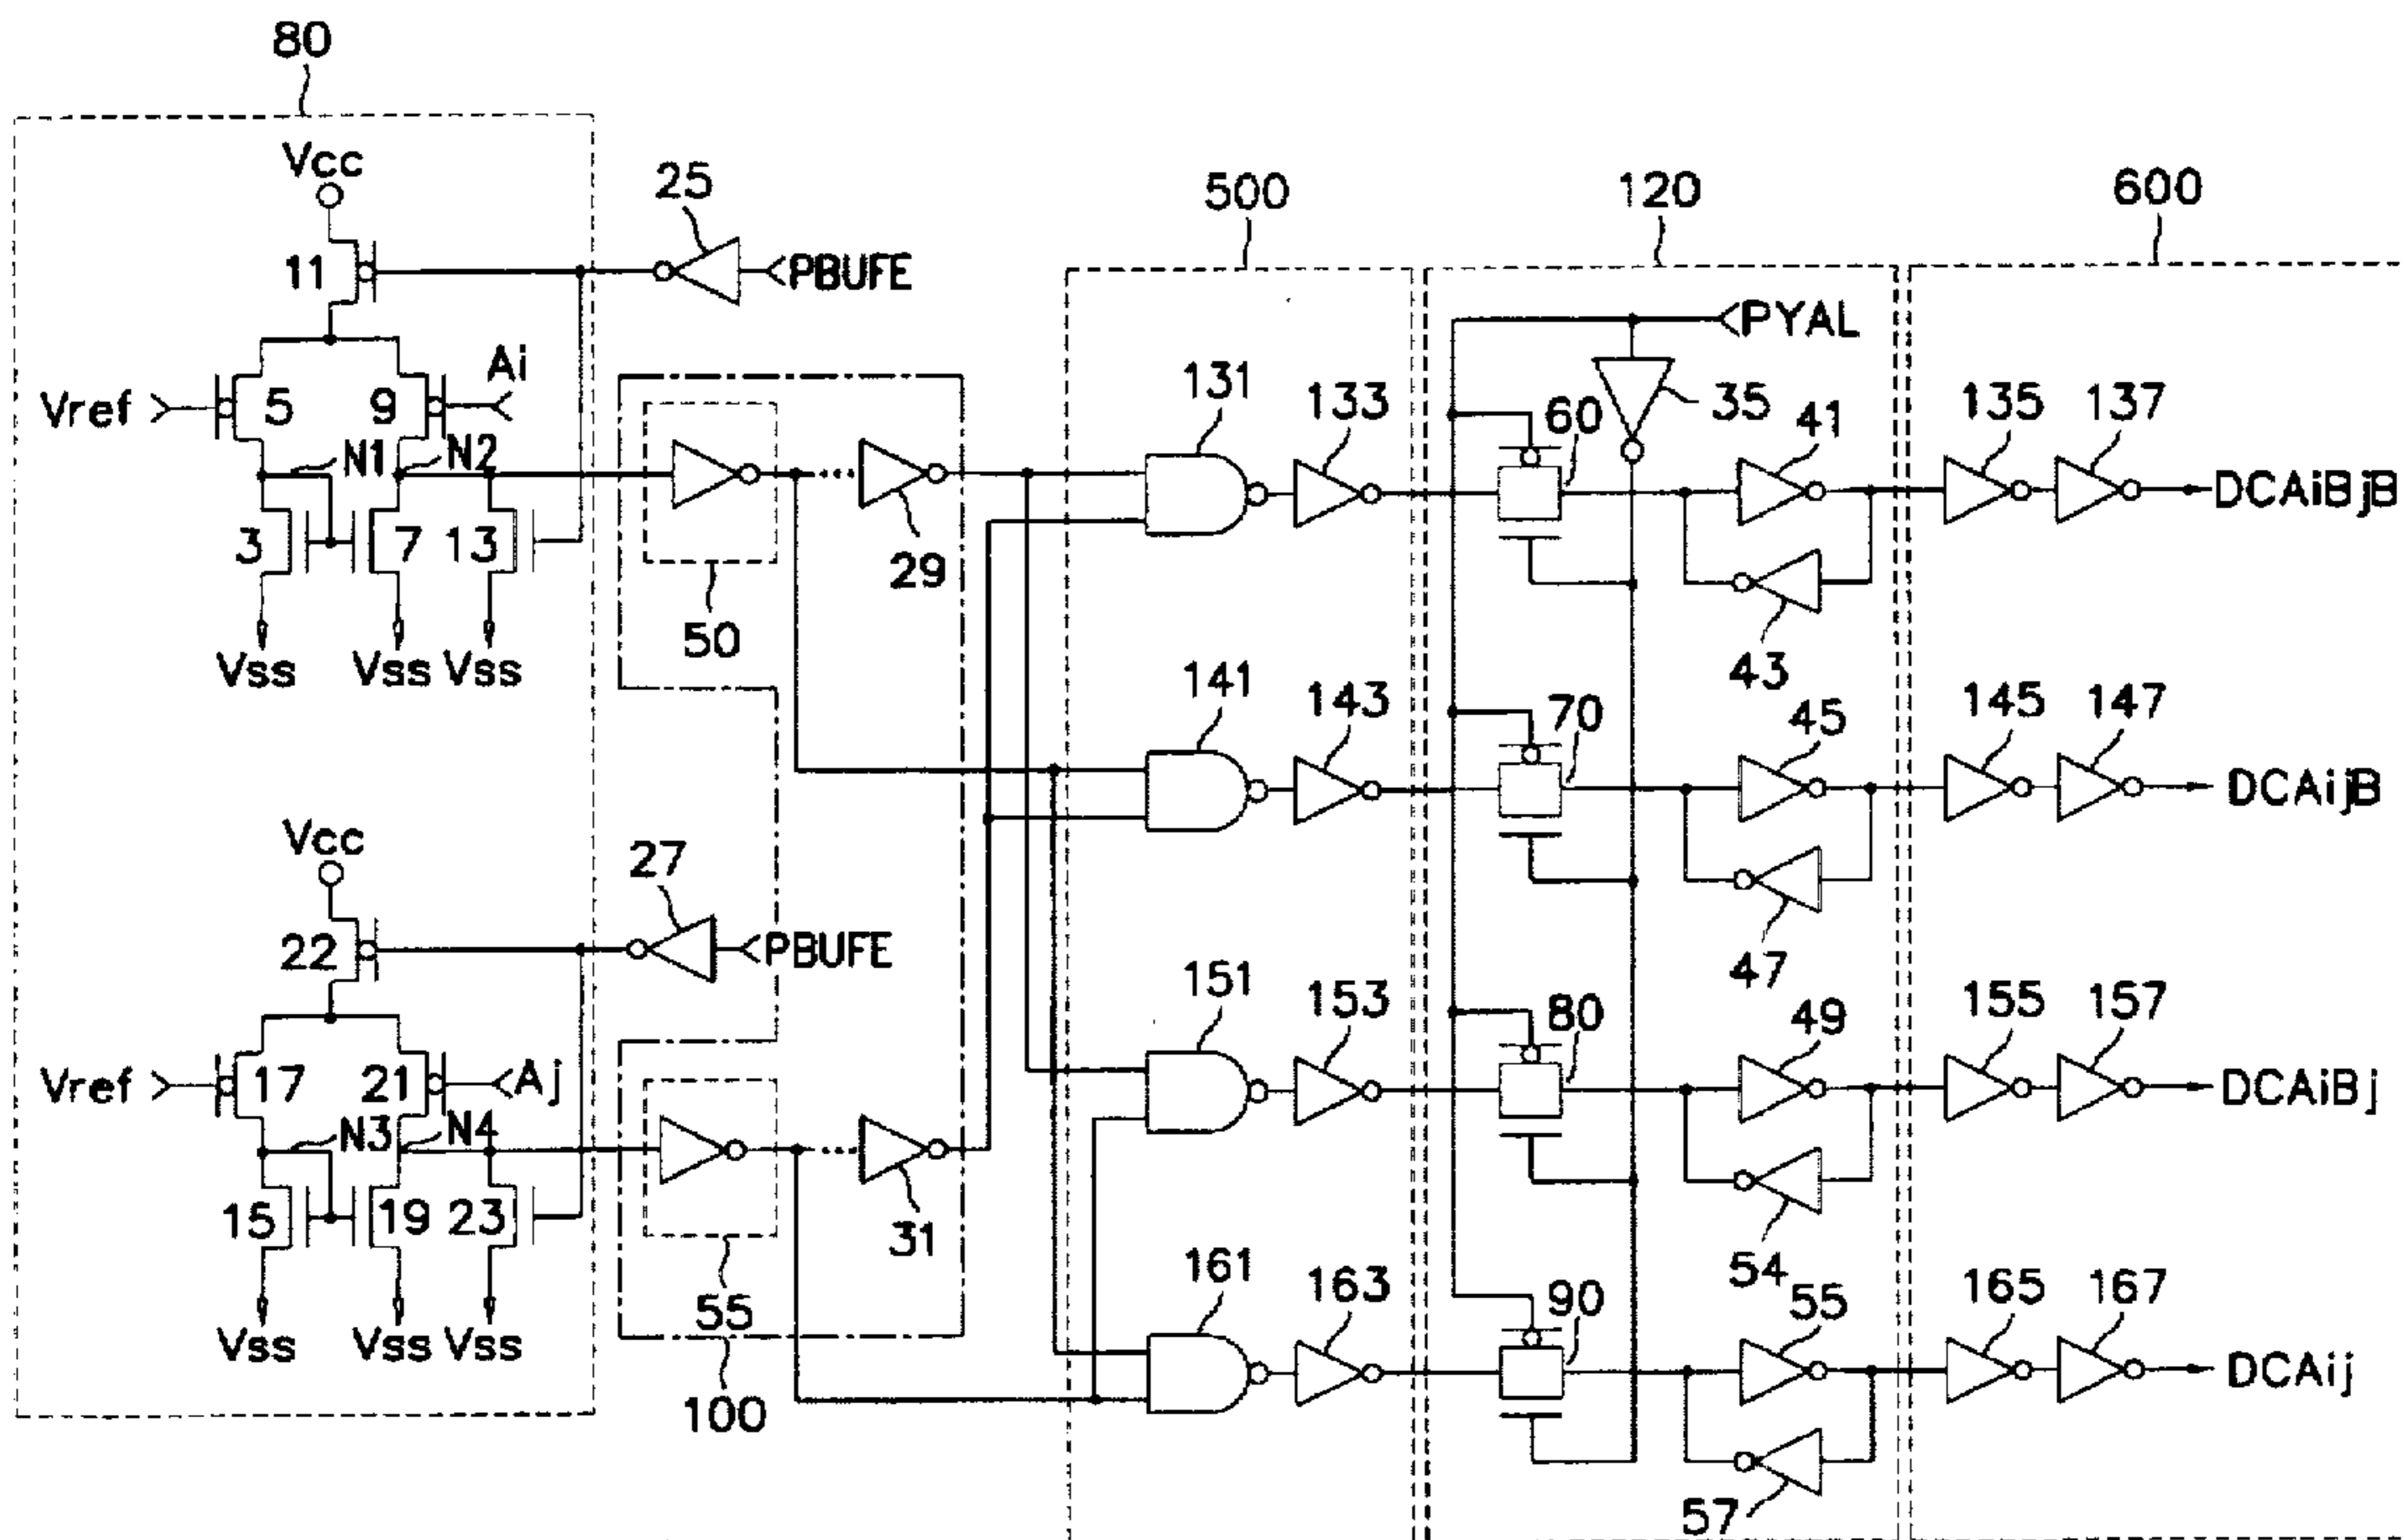 80
Vcc
25
500
120
600
11
PBUFE
PYAL
Vref
5
9
Ai
131
133
60
35
41
135
137
N1
N2
DCAiBjB
3
7
13
29
50
43
Vss
Vss
Vss
141
143
70
45
145
147
DCAijB
Vcc
27
22
PBUFE
47
151
153
80
49
155
157
Vref
17
21
Aj
DCAiBj
N3
N4
15
19
23
31
54
55
161
163
90
55
165
167
Vss
Vss
Vss
100
DCAij
57